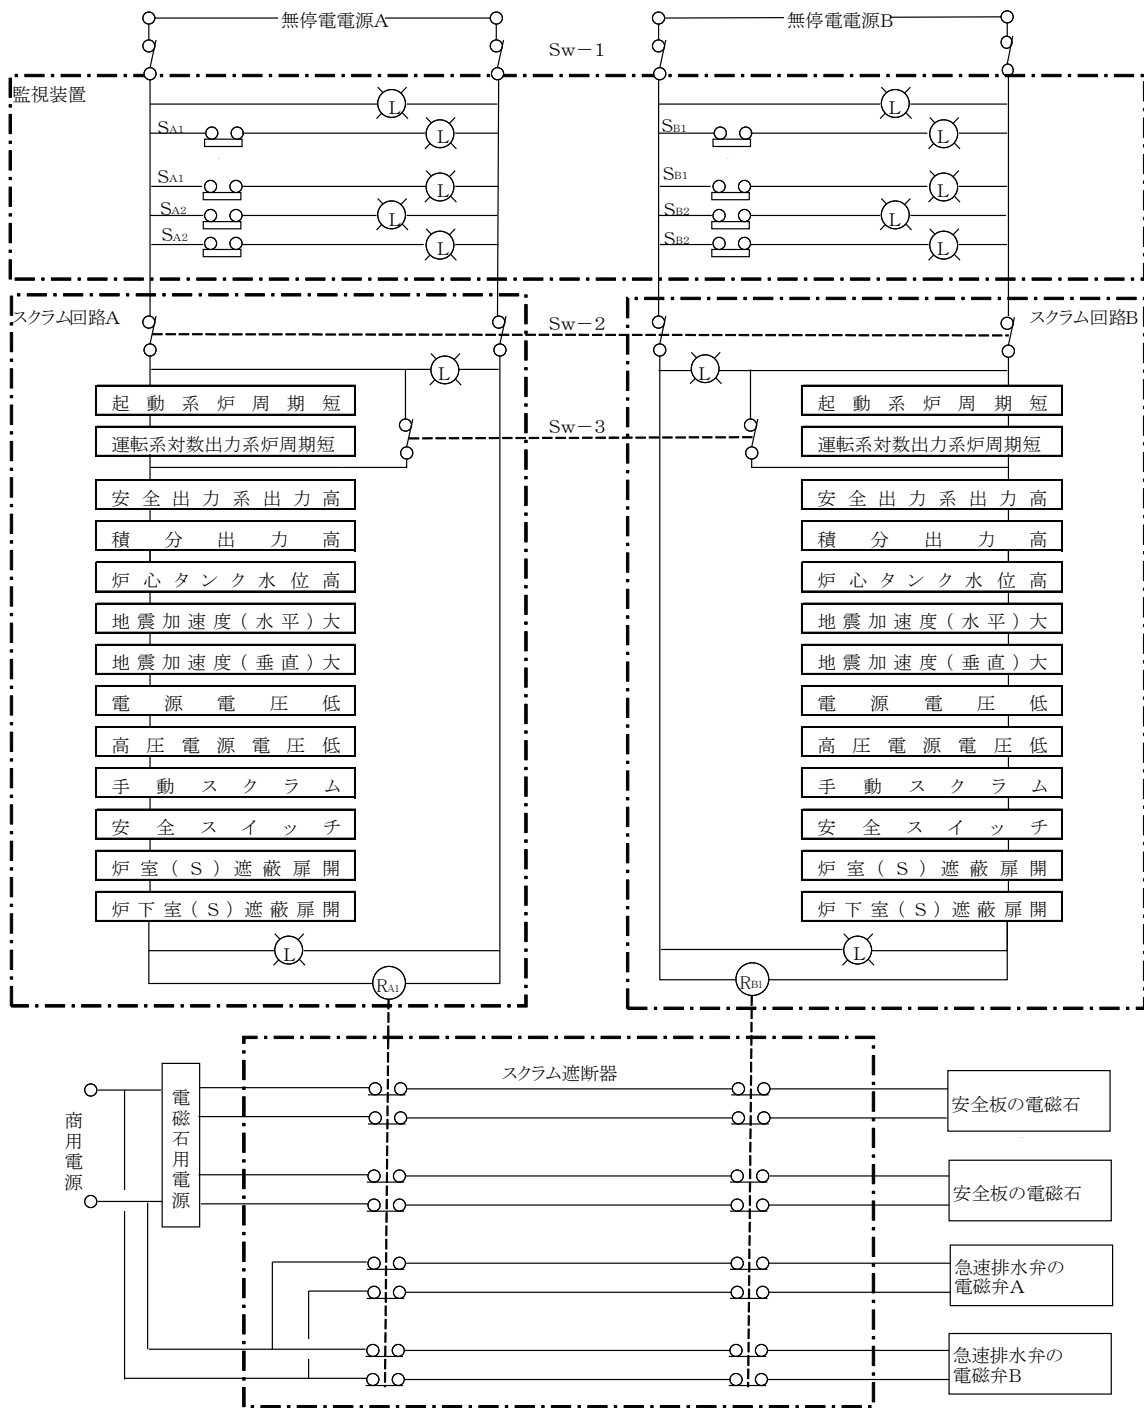 無停電電源A
無停電電源B
Sw-1
監視装置
L
L
SA1
L
SB1
L
SA1
L
SB1
L
SA2
L
SB2
L
SA2
L
SB2
L
スクラム回路A
Sw-2
スクラム回路B
L
L
起動系炉周期短
起動系炉周期短
Sw-3
運転系対数出力系炉周期短
運転系対数出力系炉周期短
安全出力系出力高
安全出力系出力高
積分出力高
積分出力高
炉心タンク水位高
炉心タンク水位高
地震加速度(水平)大
地震加速度(水平)大
地震加速度(垂直)大
地震加速度(垂直)大
電源電圧低
電源電圧低
高圧電源電圧低
高圧電源電圧低
手動スクラム
手動スクラム
安全スイッチ
安全スイッチ
炉室(S)遮蔽扉開
炉室(S)遮蔽扉開
炉下室(S)遮蔽扉開
炉下室(S)遮蔽扉開
L
L
RA1
RB1
スクラム遮断器
商用電源
電磁石用電源
安全板の電磁石
安全板の電磁石
急速排水弁の
電磁弁A
急速排水弁の
電磁弁B